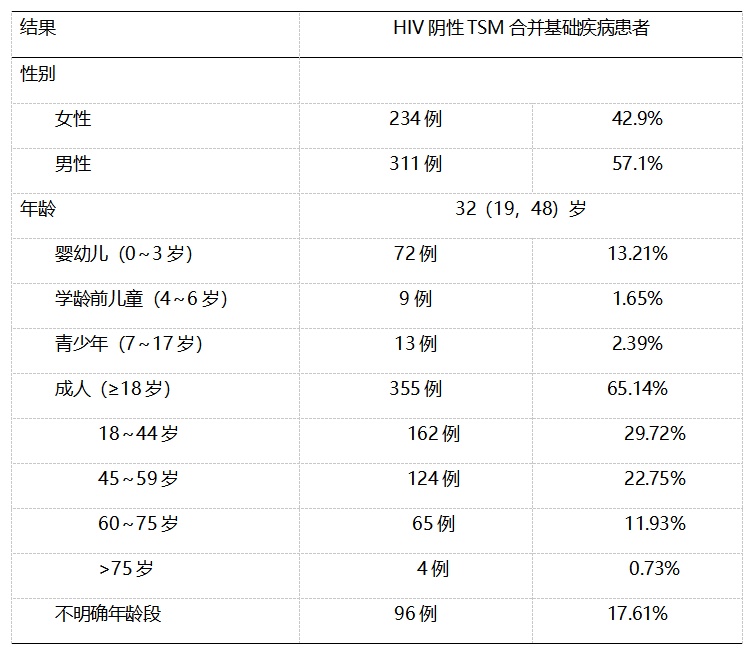 结果 HIV 阴性 TSM 合并基础疾病患者
性别
女性 234 例 42.9%
男性 311 例 57.1%
年龄 32（19，48）岁
婴幼儿（0~3 岁） 72 例 13.21%
学龄前儿童（4~6 岁） 9 例 1.65%
青少年（7~17 岁） 13 例 2.39%
成人（≥18 岁） 355 例 65.14%
18~44 岁 162 例 29.72%
45~59 岁 124 例 22.75%
60~75 岁 65 例 11.93%
>75 岁 4 例 0.73%
不明确年龄段 96 例 17.61%